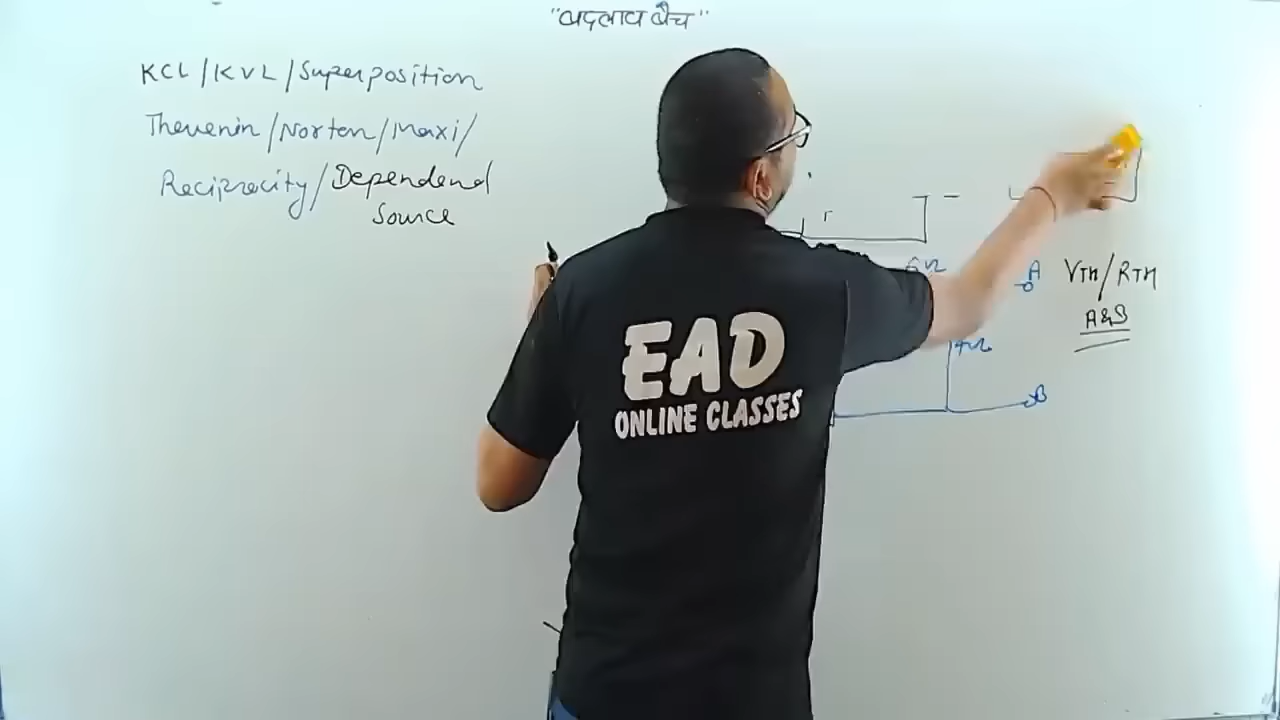 "बदलाव बैच"
KCL/KVL/Superposition
Thevenin/Norton/Maxi/
Reciprocity/Dependend
Source
r
6Ω
A
VTH/RTH
A&B
4Ω
B
EAD
ONLINE CLASSES